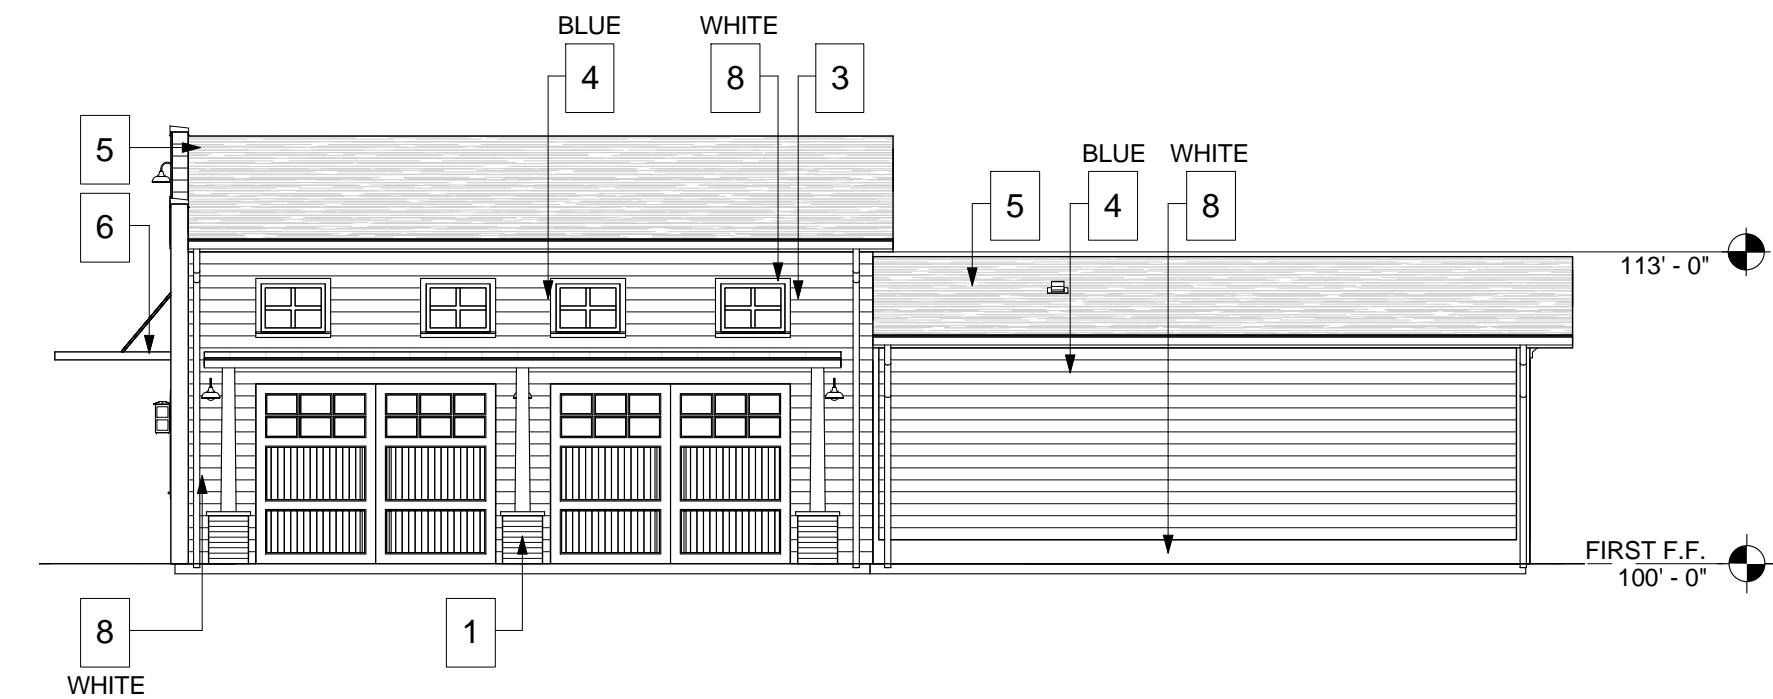 BLUE WHITE
4 8 3
5
BLUE WHITE
5 4 8
6
113' - 0"
FIRST F.F.
100' - 0"
8 1
WHITE